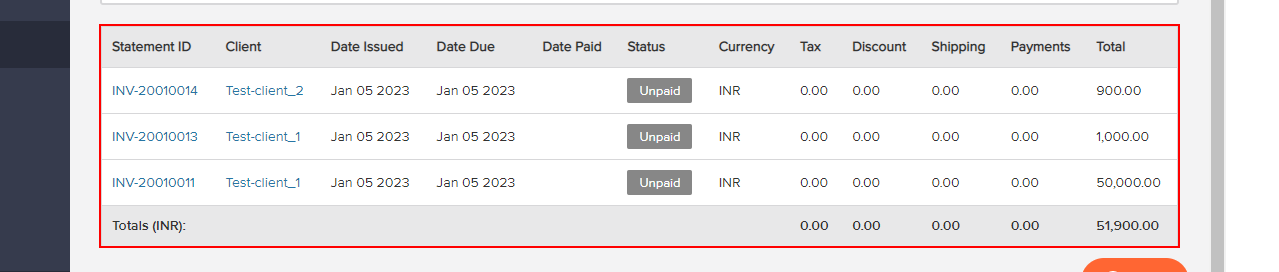 Statement ID Client Date Issued Date Due Date Paid Status Currency Tax Discount Shipping Payments Total
INV-20010014 Test-client_2 Jan 05 2023 Jan 05 2023 Unpaid INR 0.00 0.00 0.00 0.00 900.00
INV-20010013 Test-client_1 Jan 05 2023 Jan 05 2023 Unpaid INR 0.00 0.00 0.00 0.00 1,000.00
INV-20010011 Test-client_1 Jan 05 2023 Jan 05 2023 Unpaid INR 0.00 0.00 0.00 0.00 50,000.00
Totals (INR): 0.00 0.00 0.00 0.00 51,900.00